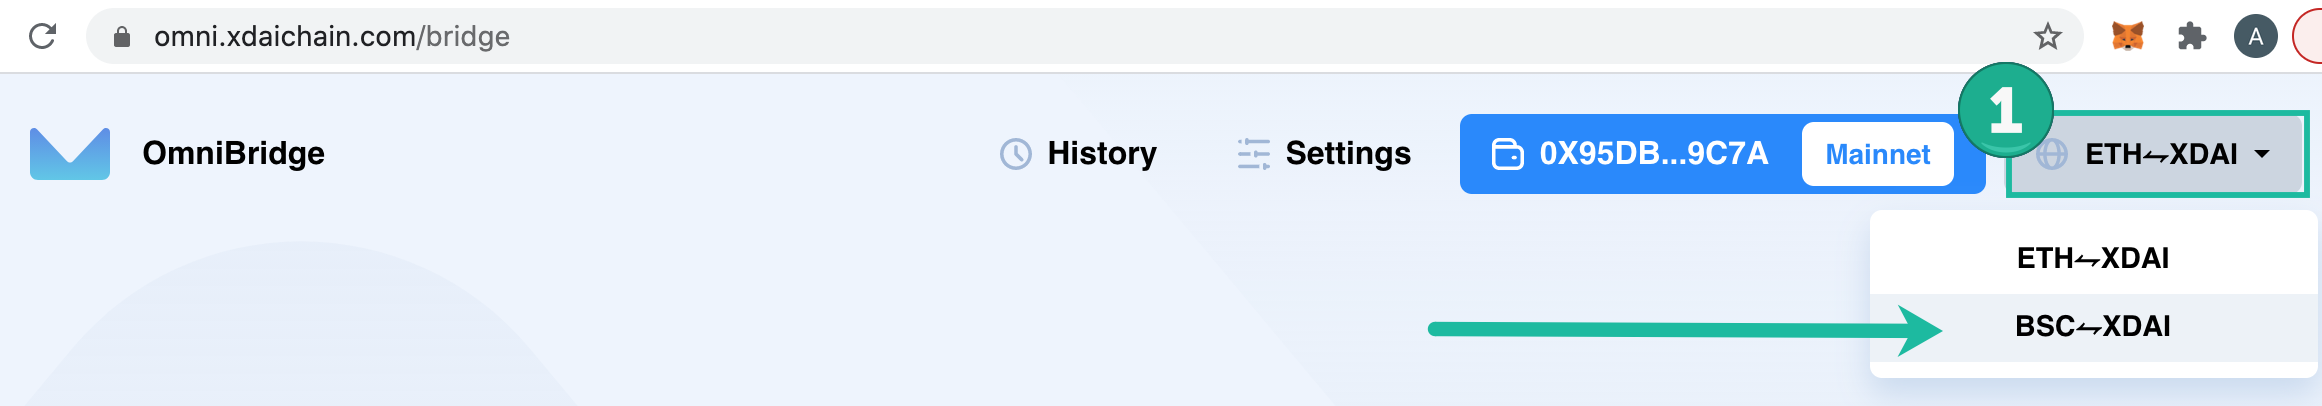 omni.xdaichain.com/bridge
A
1
OmniBridge
History
Settings
0X95DB...9C7A
Mainnet
ETH⇋XDAI
ETH⇋XDAI
BSC⇋XDAI